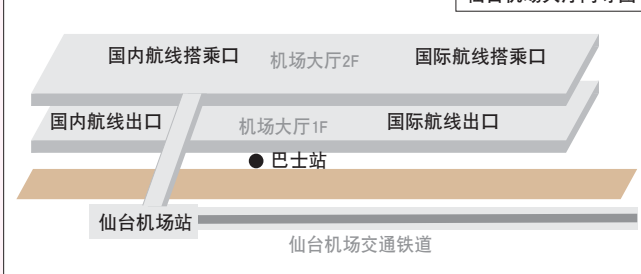 国内航线搭乘口 机场大厅2F 国际航线搭乘口
国内航线出口 机场大厅1F 国际航线出口
巴士站
仙台机场站
仙台机场交通铁道